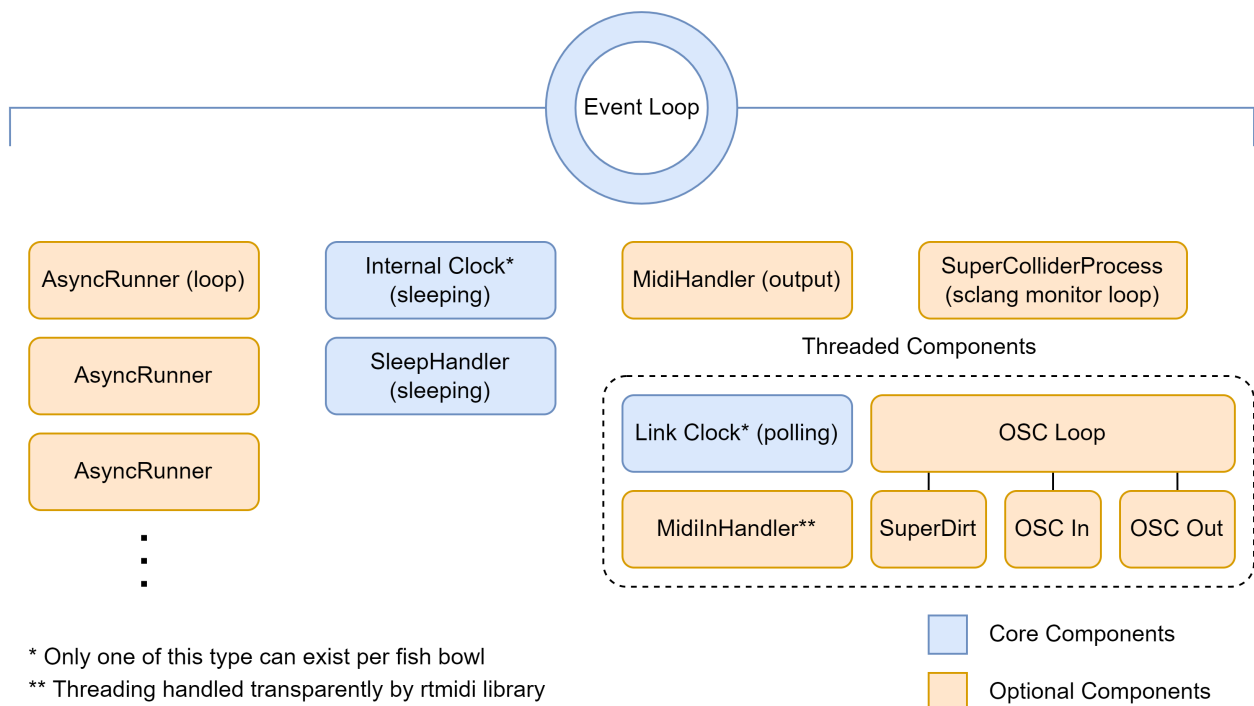 Event Loop
AsyncRunner (loop)
Internal Clock*
(sleeping)
MidiHandler (output)
SuperColliderProcess
(sclang monitor loop)
AsyncRunner
SleepHandler
(sleeping)
Threaded Components
AsyncRunner
Link Clock* (polling)
OSC Loop
MidiInHandler**
SuperDirt
OSC In
OSC Out
Core Components
* Only one of this type can exist per fish bowl
** Threading handled transparently by rtmidi library
Optional Components